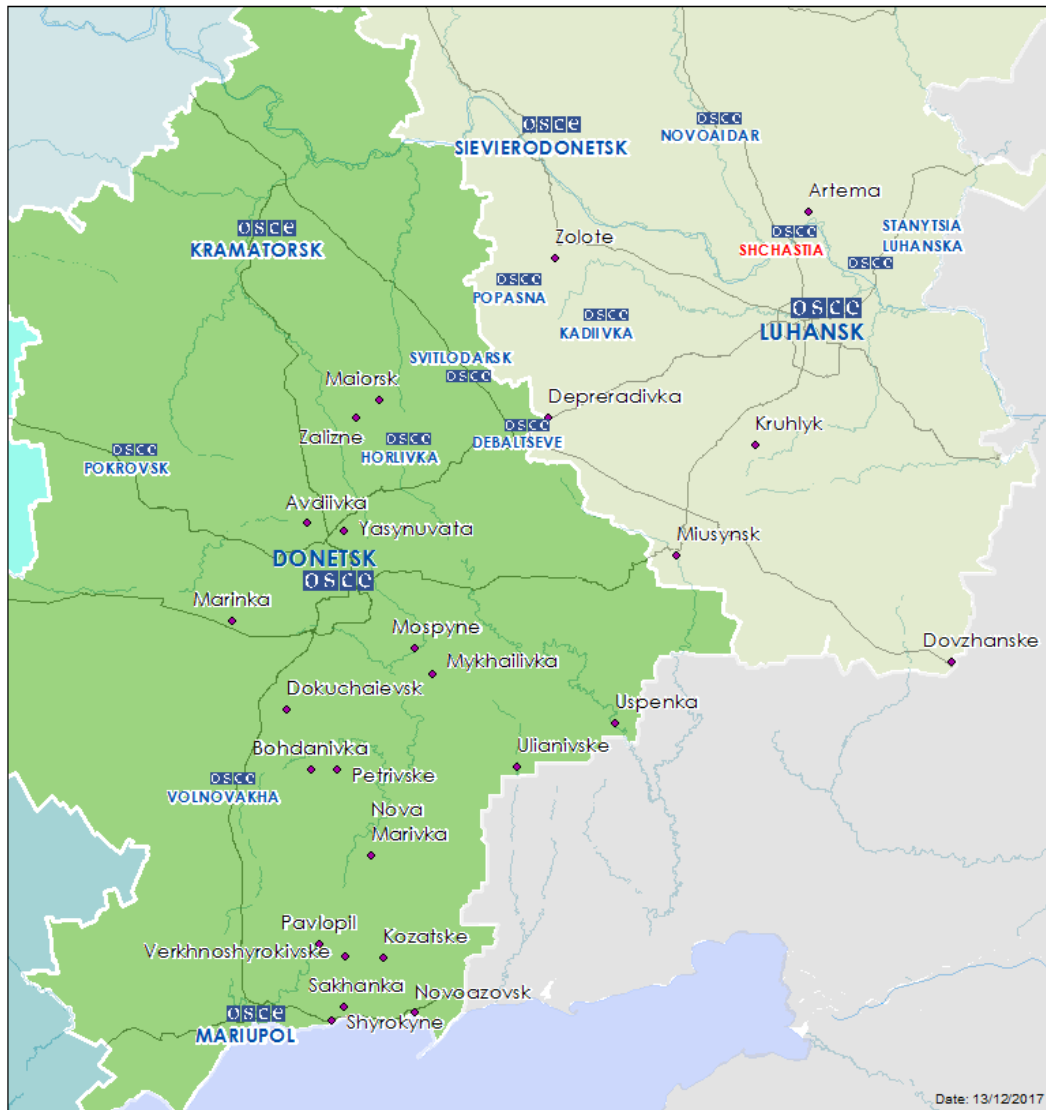 osce
SIEVIERODONETSK
osce
NOVOAIDAR
Artema
osce
SHCHASTIA
STANYTSIA
LUHANSKA
osce
osce
KRAMATORSK
Zolote
osce
POPASNA
osce
KADIIVKA
osce
LUHANSK
SVITLODARSK
osce
Maiorsk
Zalizne
osce
HORLIVKA
osce
DEBALTSEVE
Depreradivka
Kruhlyk
osce
POKROVSK
Avdiivka
Yasynuvata
DONETSK
osce
Miusynsk
Marinka
Mospyne
Mykhailivka
Dovzhanske
Dokuchaievsk
Uspenka
Bohdanivka
Petrivske
Ulianivske
osce
VOLNOVAKHA
Nova
Marivka
Pavlopil
Verkhnoshyrokivske
Kozatske
Sakhanka
Novoazovsk
Shyrokyne
osce
MARIUPOL
Date: 13/12/2017